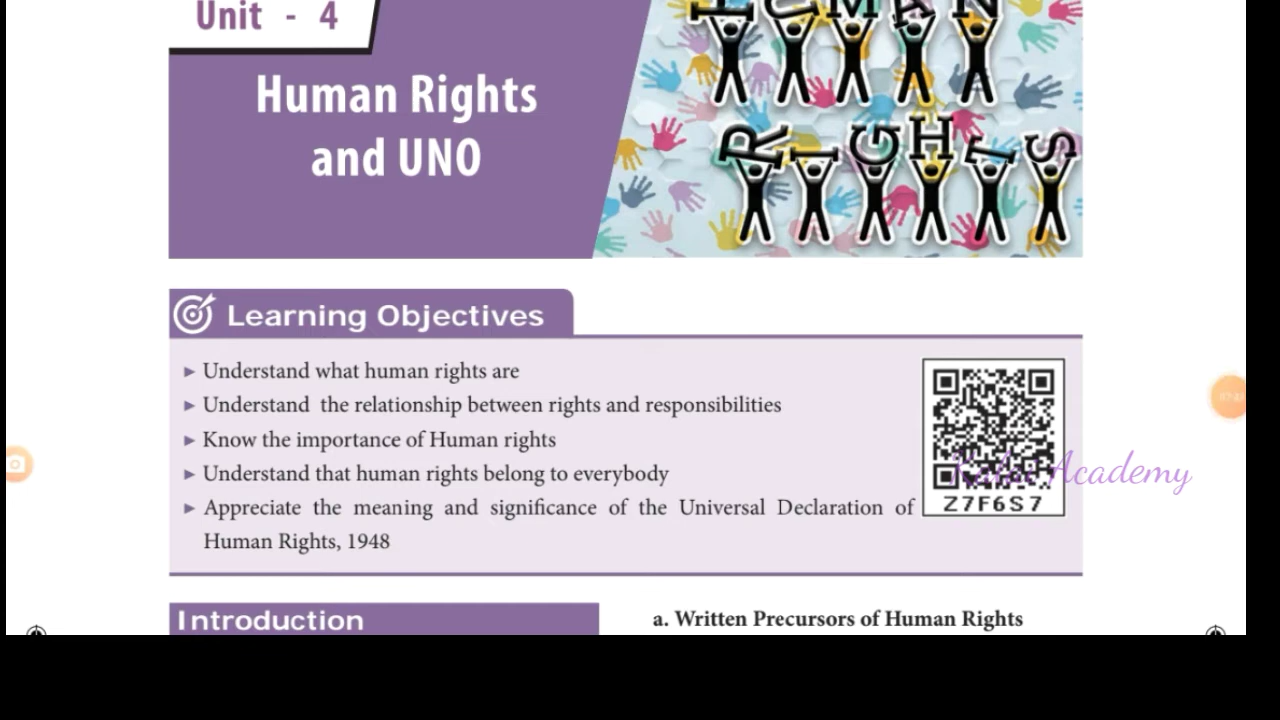 Unit - 4
Human Rights
and UNO
HUMAN
RIGHTS
Learning Objectives
▸ Understand what human rights are
▸ Understand the relationship between rights and responsibilities
▸ Know the importance of Human rights
▸ Understand that human rights belong to everybody
▸ Appreciate the meaning and significance of the Universal Declaration of
Human Rights, 1948
Z7F6S7
Academy
Introduction
a. Written Precursors of Human Rights